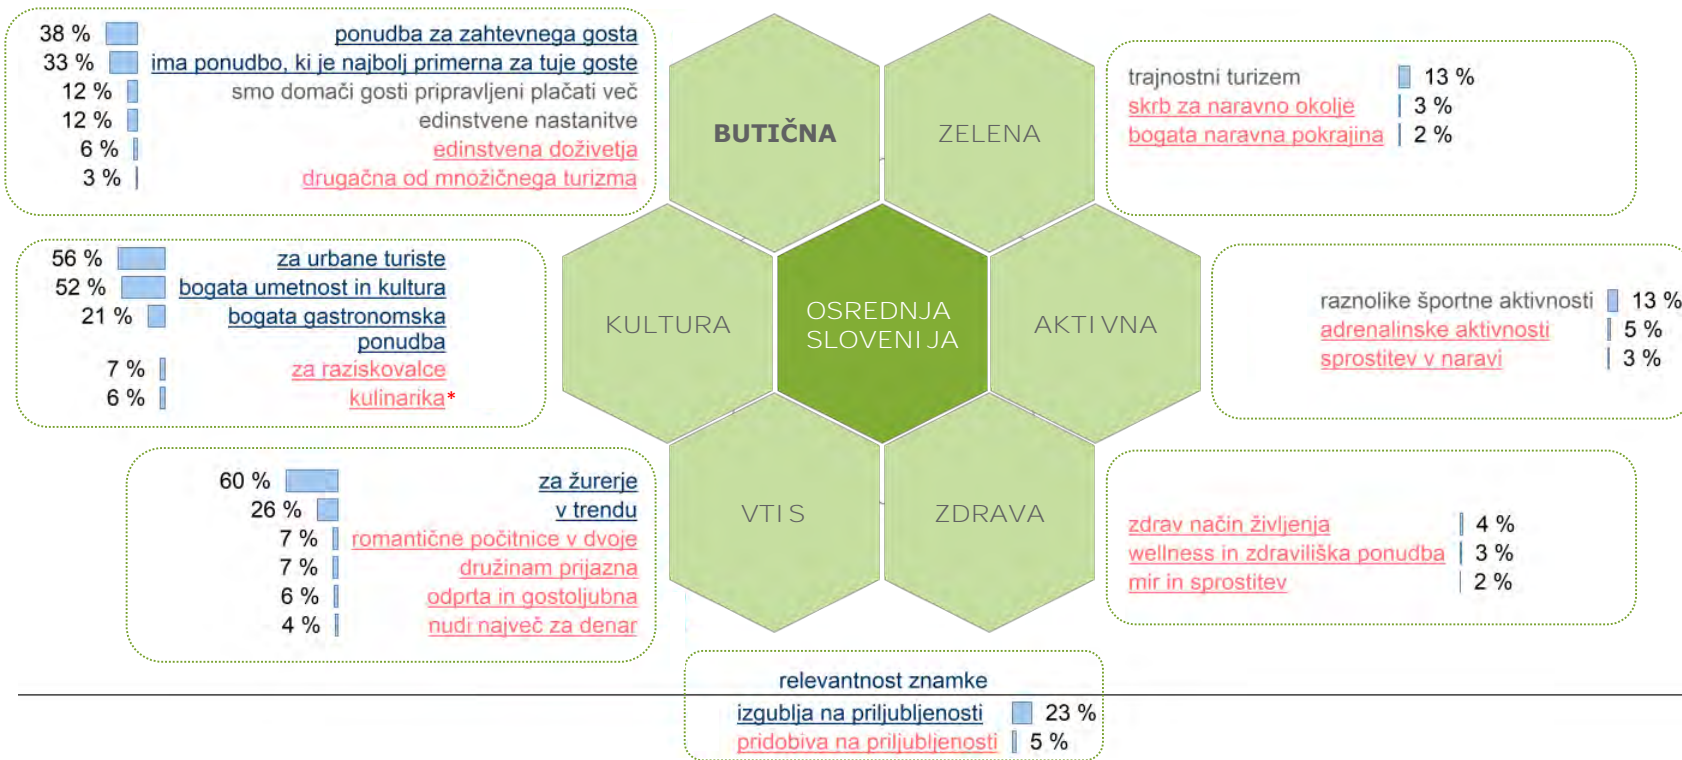 38 % ponudba za zahtevnega gosta
33 % ima ponudbo, ki je najbolj primerna za tuje goste
12 % smo domači gosti pripravljeni plačati več
12 % edinstvene nastanitve
6 % edinstvena doživetja
3 % drugačna od množičnega turizma
BUTIČNA
ZELENA
trajnostni turizem 13 %
skrb za naravno okolje 3 %
bogata naravna pokrajina 2 %
56 % za urbane turiste
52 % bogata umetnost in kultura
21 % bogata gastronomska
ponudba
7 % za raziskovalce
6 % kulinarika*
KULTURA
OSREDNJA
SLOVENIJA
AKTIVNA
raznolike športne aktivnosti 13 %
adrenalinske aktivnosti 5 %
sprostitev v naravi 3 %
60 % za žurerje
26 % v trendu
7 % romantične počitnice v dvoje
7 % družinam prijazna
6 % odprta in gostoljubna
4 % nudi največ za denar
VTIS
ZDRAVA
zdrav način življenja 4 %
wellness in zdraviliška ponudba 3 %
mir in sprostitev 2 %
relevantnost znamke
izgublja na priljubljenosti 23 %
pridobiva na priljubljenosti 5 %